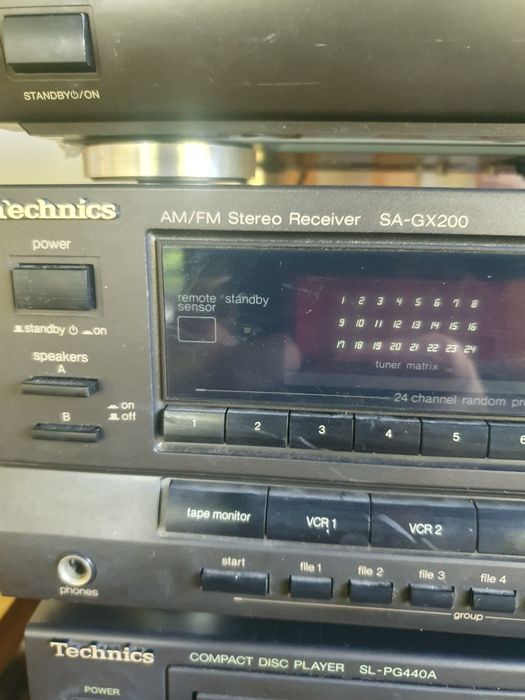 STANDBY⏻/ON
Technics
AM/FM Stereo Receiver SA-GX200
power
remote standby
sensor
1 2 3 4 5 6 7 8
9 10 11 12 13 14 15 16
17 18 19 20 21 22 23 24
tuner matrix
standby ⏻ on
speakers
A
24 channel random pr
on
B
off
1 2 3 4 5 6
tape monitor VCR 1 VCR 2
start file 1 file 2 file 3 file 4
phones
group
Technics COMPACT DISC PLAYER SL-PG440A
POWER